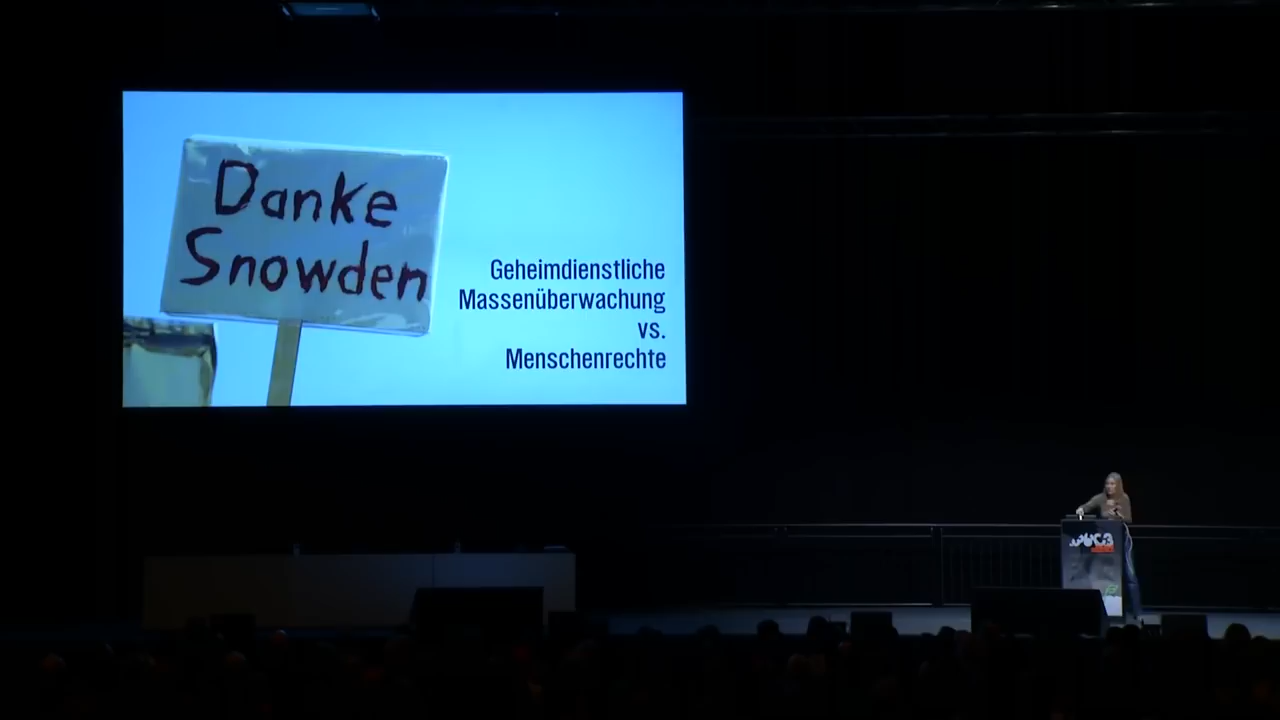 Danke
Snowden
Geheimdienstliche
Massenüberwachung
vs.
Menschenrechte